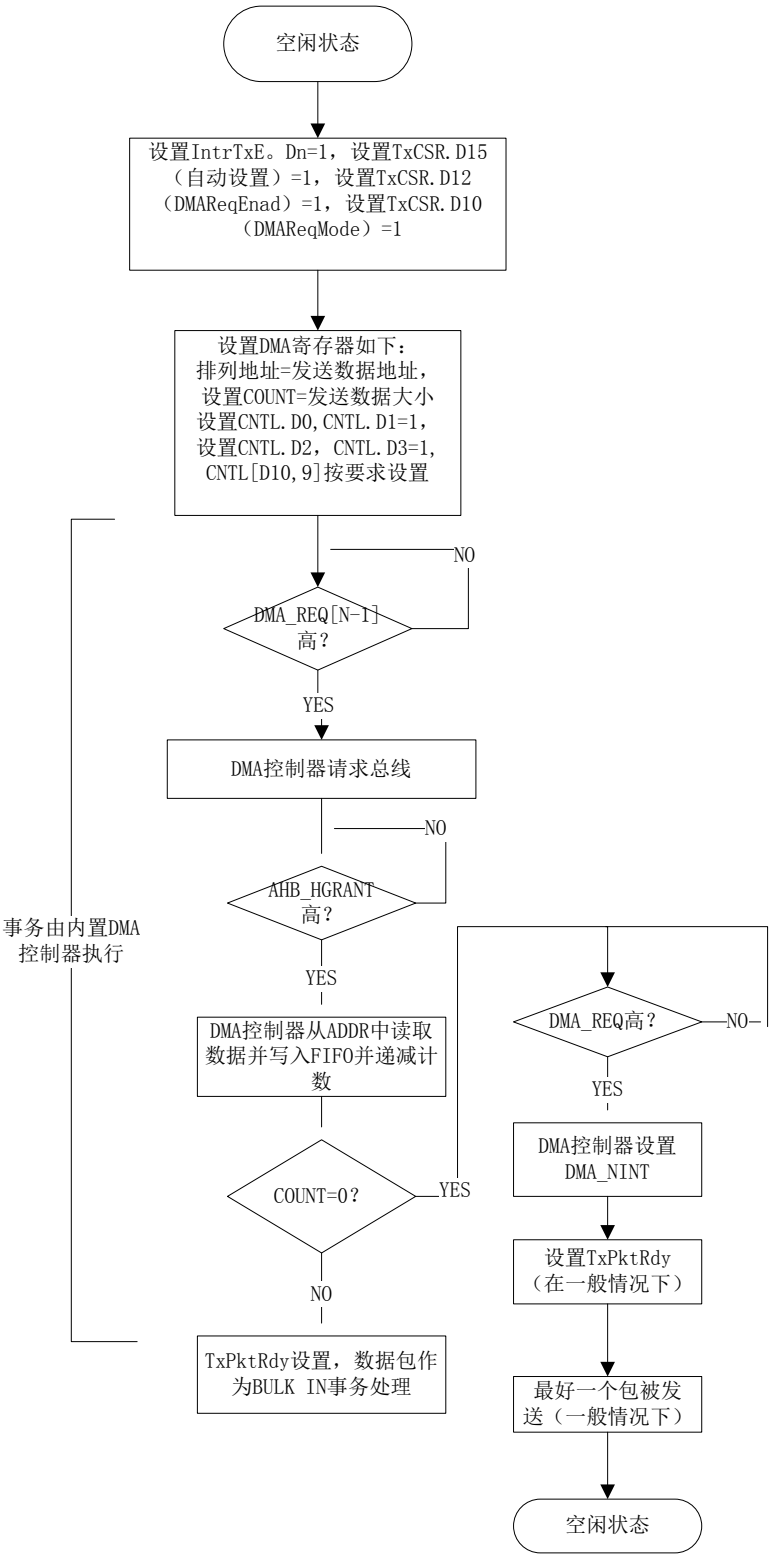 空闲状态
设置IntrTxE。Dn=1，设置TxCSR.D15
（自动设置）=1，设置TxCSR.D12
（DMAReqEnad）=1，设置TxCSR.D10
（DMAReqMode）=1
设置DMA寄存器如下：
排列地址=发送数据地址，
设置COUNT=发送数据大小
设置CNTL.D0,CNTL.D1=1，
设置CNTL.D2，CNTL.D3=1,
CNTL[D10,9]按要求设置
NO
DMA_REQ[N-1]
高？
YES
DMA控制器请求总线
NO
AHB_HGRANT
高？
YES
事务由内置DMA
控制器执行
DMA控制器从ADDR中读取
数据并写入FIFO并递减计
数
COUNT=0？
YES
NO
TxPktRdy设置，数据包作
为BULK IN事务处理
DMA_REQ高？
NO
YES
DMA控制器设置
DMA_NINT
设置TxPktRdy
（在一般情况下）
最好一个包被发
送（一般情况下）
空闲状态